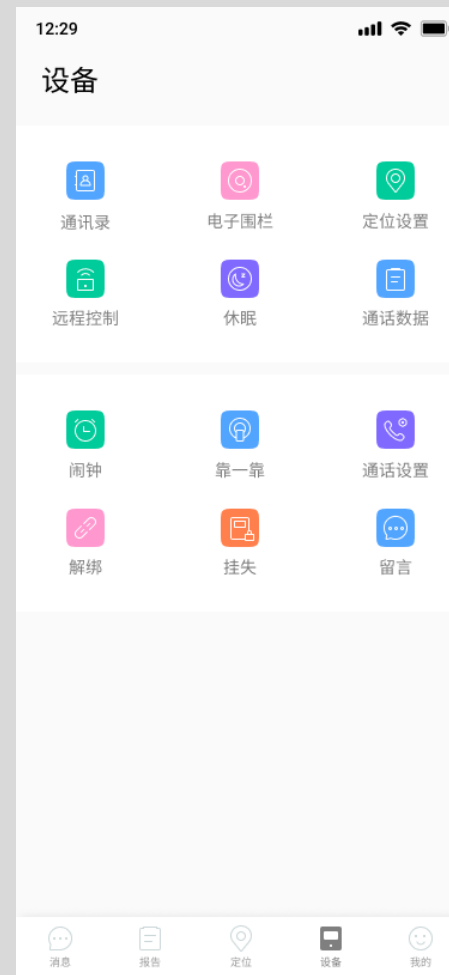 12:29
设备
通讯录 电子围栏 定位设置
远程控制 休眠 通话数据
闹钟 靠一靠 通话设置
解绑 挂失 留言
消息 报告 定位 设备 我的